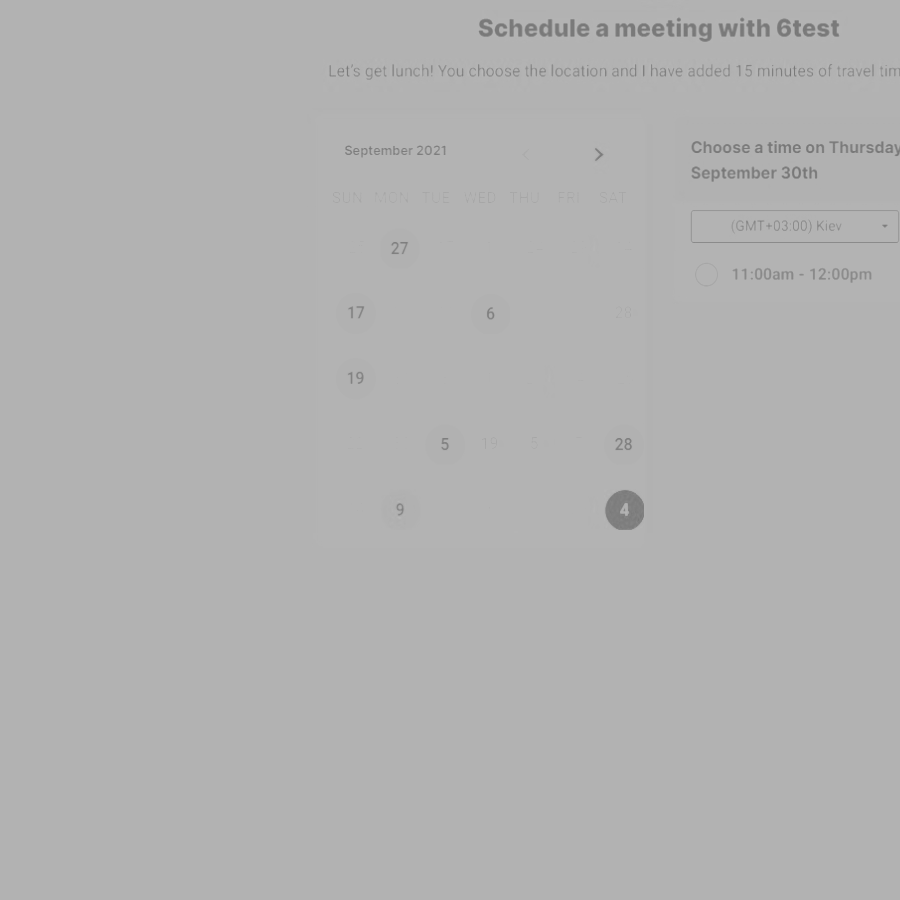 Schedule a meeting with 6test
Let's get lunch! You choose the location and I have added 15 minutes of travel
September 2021
SUN MON TUE WED THU FRI SAT
27
17 6 28
19
5 19 28
9 4
Choose a time on Thursday
September 30th
(GMT+03:00) Kiev
11:00am - 12:00pm